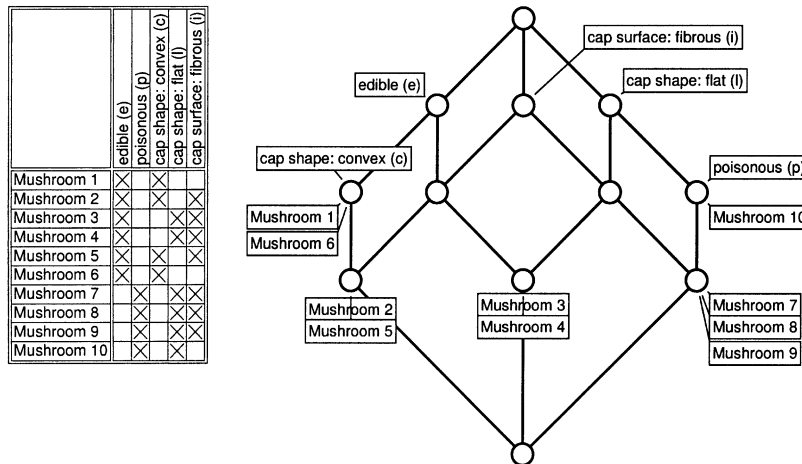 edible (e)
poisonous (p)
cap shape: convex (c)
cap shape: flat (l)
cap surface: fibrous (i)
Mushroom 1
Mushroom 2
Mushroom 3
Mushroom 4
Mushroom 5
Mushroom 6
Mushroom 7
Mushroom 8
Mushroom 9
Mushroom 10
cap surface: fibrous (i)
edible (e)
cap shape: flat (l)
cap shape: convex (c)
poisonous (p)
Mushroom 1
Mushroom 6
Mushroom 10
Mushroom 2
Mushroom 5
Mushroom 3
Mushroom 4
Mushroom 7
Mushroom 8
Mushroom 9